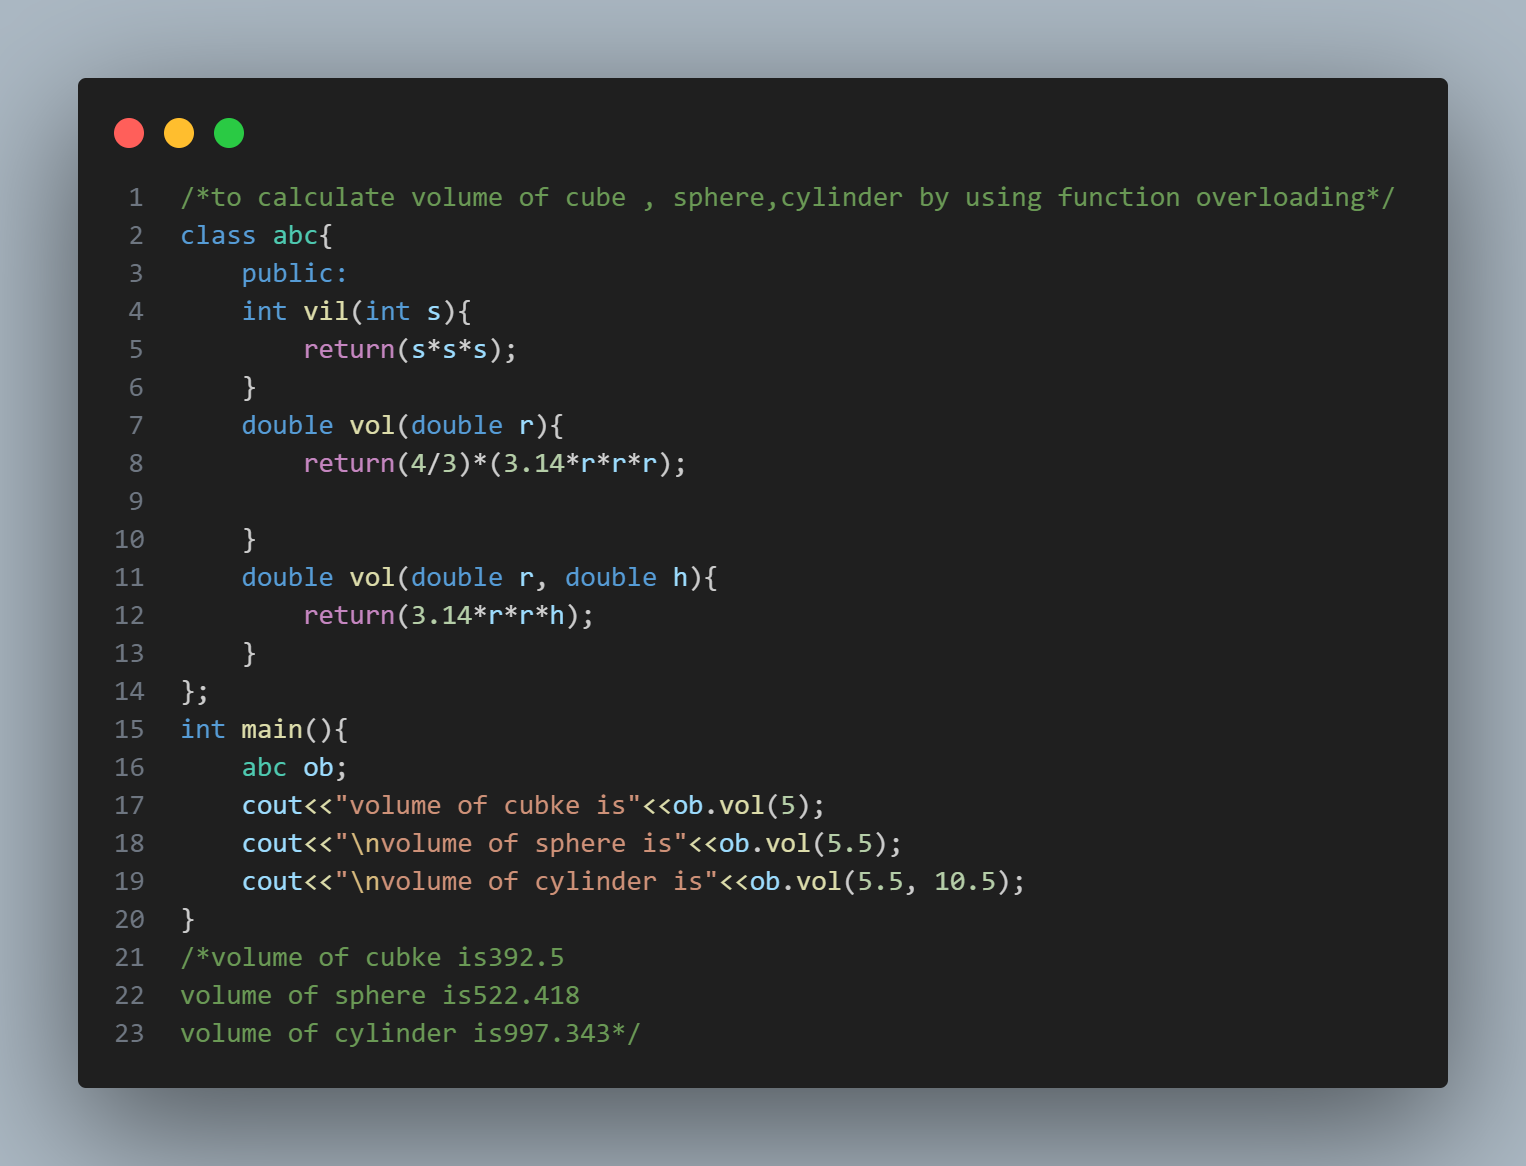 1 /*to calculate volume of cube , sphere,cylinder by using function overloading*/
2 class abc{
3     public:
4     int vil(int s){
5         return(s*s*s);
6     }
7     double vol(double r){
8         return(4/3)*(3.14*r*r*r);
9
10     }
11     double vol(double r, double h){
12         return(3.14*r*r*h);
13     }
14 };
15 int main(){
16     abc ob;
17     cout<<"volume of cubke is"<<ob.vol(5);
18     cout<<"\nvolume of sphere is"<<ob.vol(5.5);
19     cout<<"\nvolume of cylinder is"<<ob.vol(5.5, 10.5);
20 }
21 /*volume of cubke is392.5
22 volume of sphere is522.418
23 volume of cylinder is997.343*/